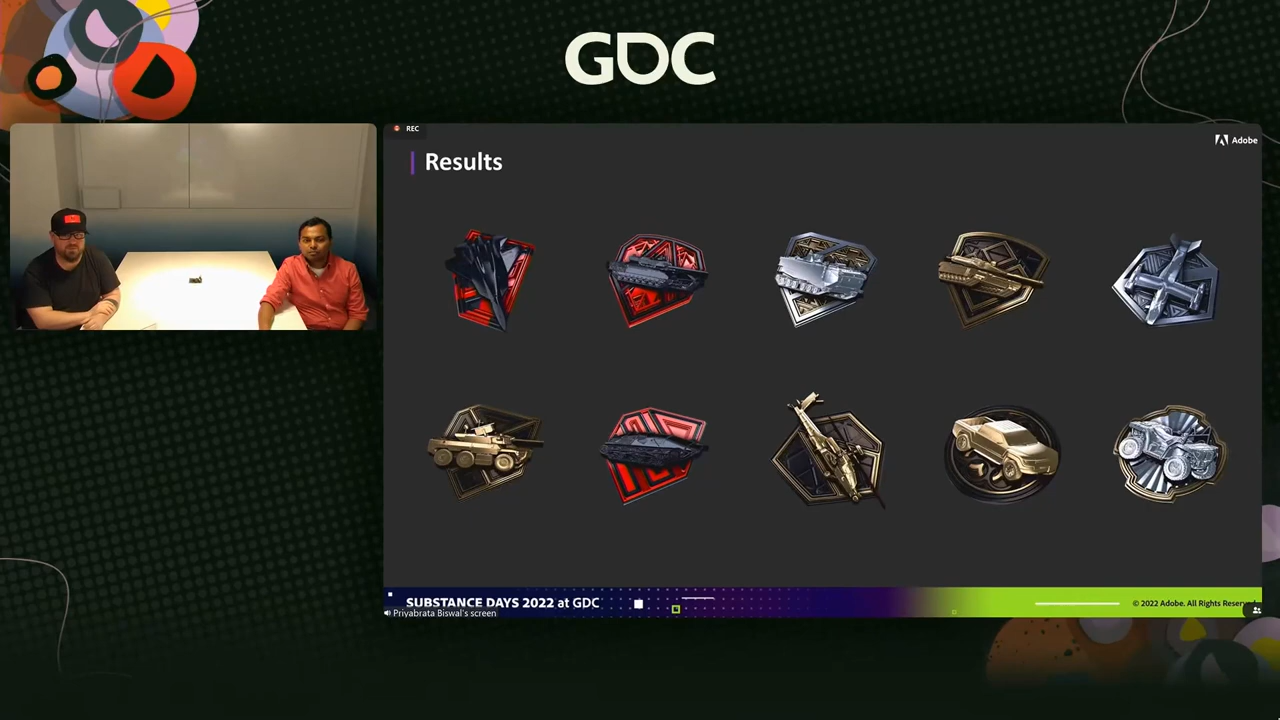 GDC
REC
Adobe
Results
SUBSTANCE DAYS 2022 at GDC
© 2022 Adobe. All Rights Reserved
Priyabrata Biswal's screen